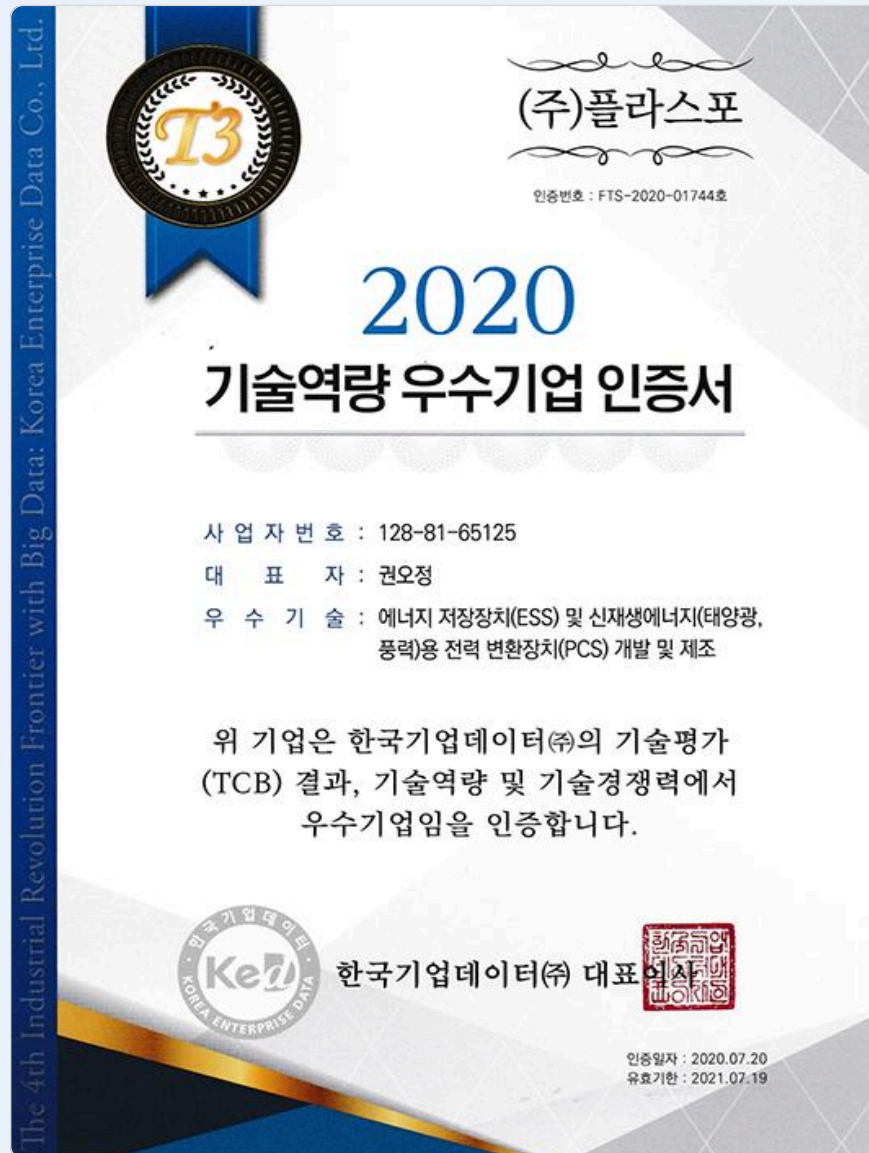 The 4th Industrial Revolution Frontier with Big Data: Korea Enterprise Data Co., Ltd.
T3
(주)플라스포
인증번호 : FTS-2020-01744호
2020
기술역량 우수기업 인증서
사업자번호 : 128-81-65125
대표자 : 권오정
우수기술 : 에너지 저장장치(ESS) 및 신재생에너지(태양광,
풍력)용 전력 변환장치(PCS) 개발 및 제조
위 기업은 한국기업데이터㈜의 기술평가
(TCB) 결과, 기술역량 및 기술경쟁력에서
우수기업임을 인증합니다.
한국기업데이터
Ked
KOREA ENTERPRISE DATA
한국기업데이터㈜ 대표이사
인증일자 : 2020.07.20
유효기한 : 2021.07.19